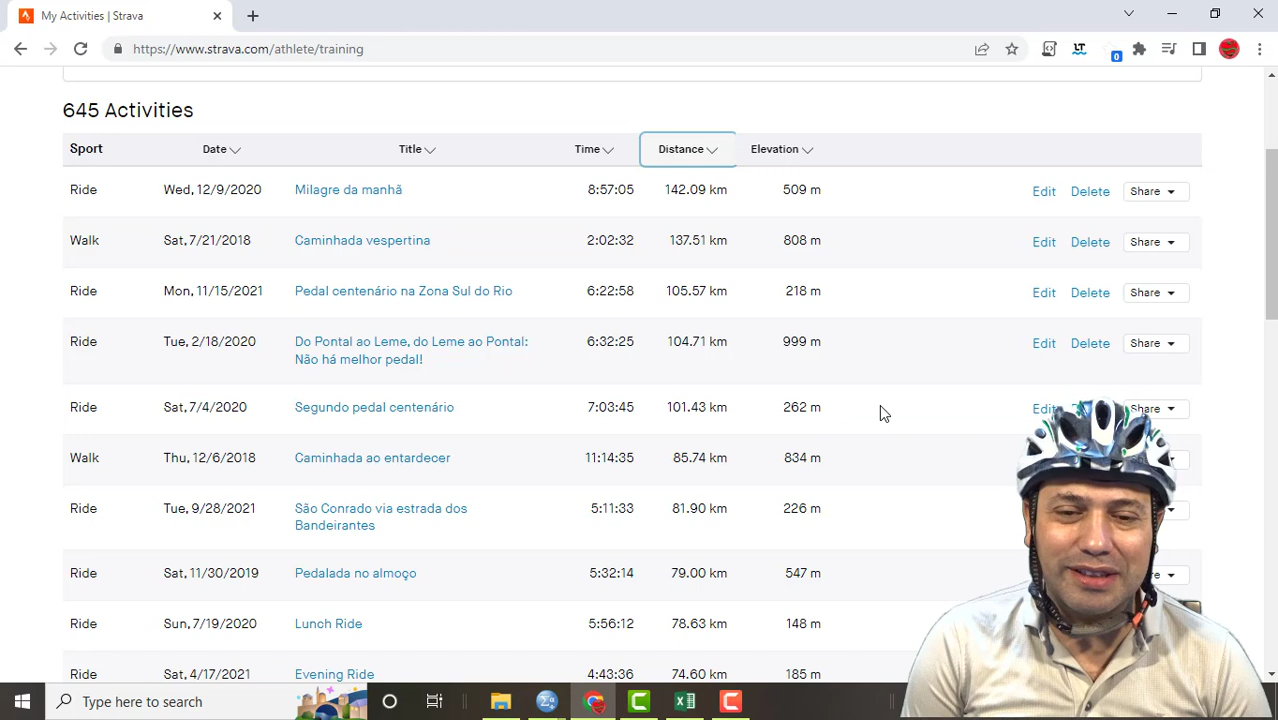 My Activities | Strava
https://www.strava.com/athlete/training
LT
0
645 Activities
Sport Date Title Time Distance Elevation
Ride Wed, 12/9/2020 Milagre da manhã 8:57:05 142.09 km 509 m Edit Delete Share
Walk Sat, 7/21/2018 Caminhada vespertina 2:02:32 137.51 km 808 m Edit Delete Share
Ride Mon, 11/15/2021 Pedal centenário na Zona Sul do Rio 6:22:58 105.57 km 218 m Edit Delete Share
Ride Tue, 2/18/2020 Do Pontal ao Leme, do Leme ao Pontal: 6:32:25 104.71 km 999 m Edit Delete Share
Não há melhor pedal!
Ride Sat, 7/4/2020 Segundo pedal centenário 7:03:45 101.43 km 262 m Edit Share
Walk Thu, 12/6/2018 Caminhada ao entardecer 11:14:35 85.74 km 834 m
Ride Tue, 9/28/2021 São Conrado via estrada dos 5:11:33 81.90 km 226 m
Bandeirantes
Ride Sat, 11/30/2019 Pedalada no almoço 5:32:14 79.00 km 547 m
Ride Sun, 7/19/2020 Lunch Ride 5:56:12 78.63 km 148 m
Ride Sat, 4/17/2021 Evening Ride 4:43:36 74.60 km 185 m
Type here to search